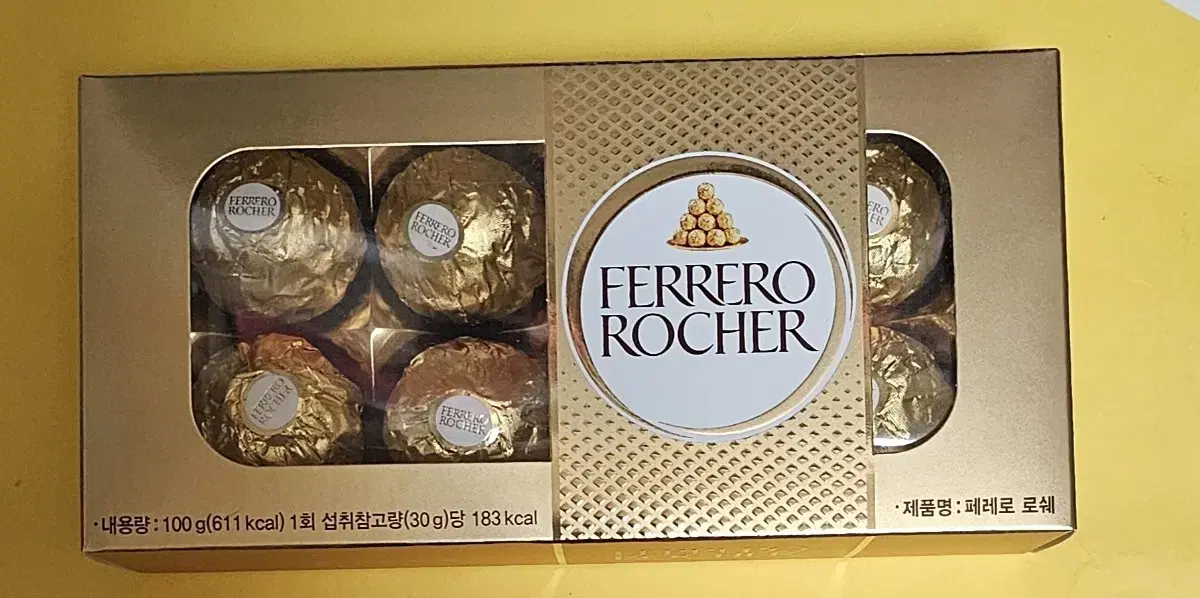 FERRERO
ROCHER
FERRERO
ROCHER
FERRERO
ROCHER
FERRERO
ROCHER
FERRERO
ROCHER
·내용량 : 100 g(611 kcal) 1회 섭취참고량(30 g)당 183 kcal
·제품명 : 페레로 로쉐